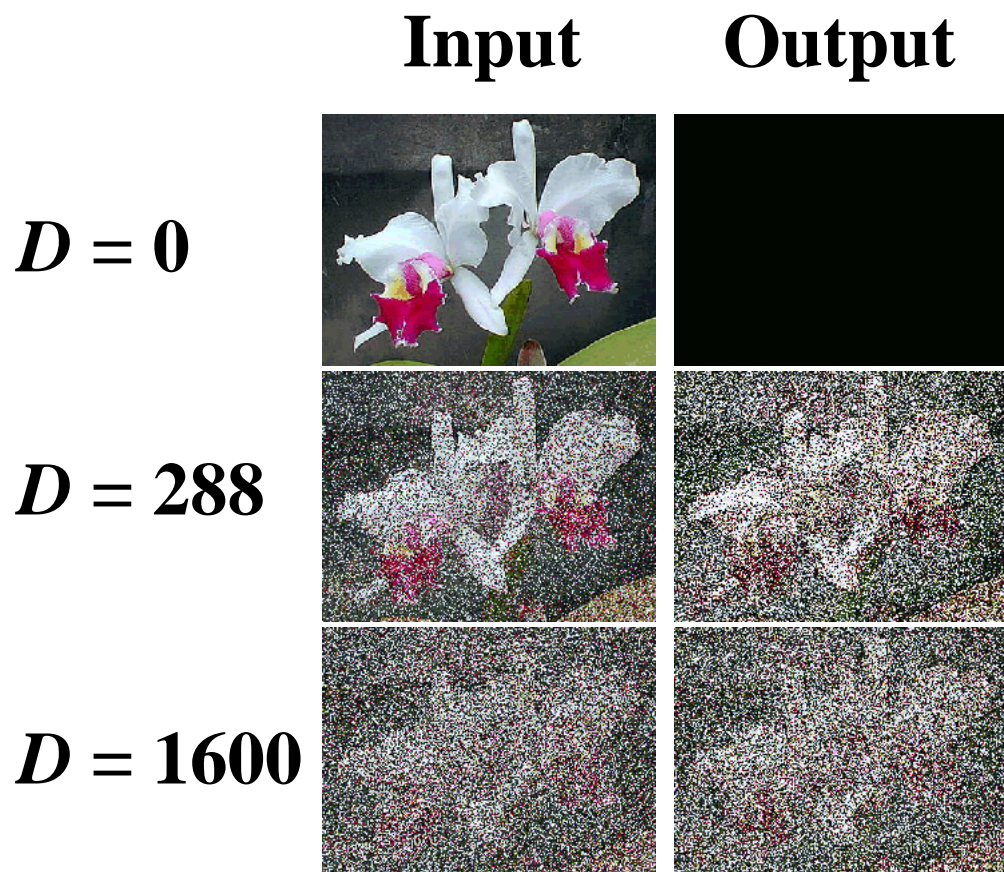 Input Output
D = 0
D = 288
D = 1600